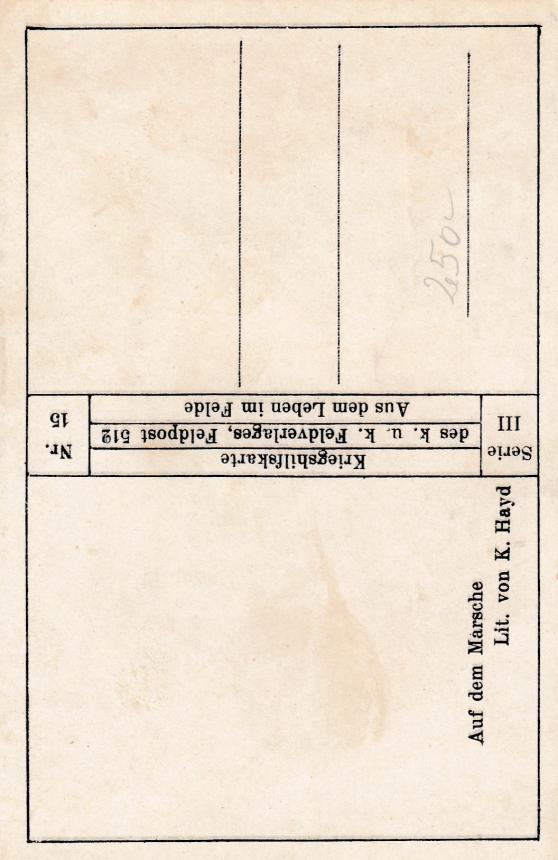 Serie
III
Kriegshilfskarte
des k. u. k. Feldverlages, Feldpost 512
Aus dem Leben im Felde
Nr.
15
Auf dem Marsche
Lit. von K. Hayd
250